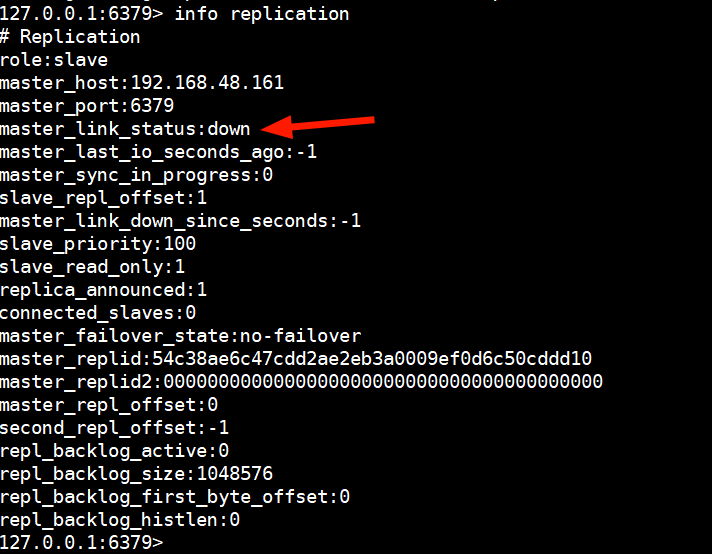 127.0.0.1:6379> info replication
# Replication
role:slave
master_host:192.168.48.161
master_port:6379
master_link_status:down
master_last_io_seconds_ago:-1
master_sync_in_progress:0
slave_repl_offset:1
master_link_down_since_seconds:-1
slave_priority:100
slave_read_only:1
replica_announced:1
connected_slaves:0
master_failover_state:no-failover
master_replid:54c38ae6c47cdd2ae2eb3a0009ef0d6c50cddd10
master_replid2:0000000000000000000000000000000000000000
master_repl_offset:0
second_repl_offset:-1
repl_backlog_active:0
repl_backlog_size:1048576
repl_backlog_first_byte_offset:0
repl_backlog_histlen:0
127.0.0.1:6379>